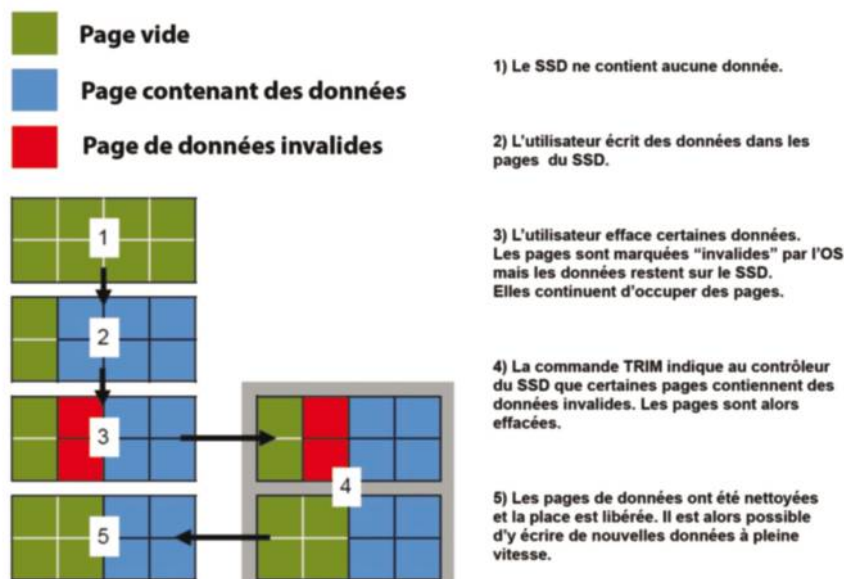 Page vide
Page contenant des données
Page de données invalides
1
2
3
4
5
1) Le SSD ne contient aucune donnée.
2) L'utilisateur écrit des données dans les
pages du SSD.
3) L'utilisateur efface certaines données.
Les pages sont marquées “invalides” par l'OS
mais les données restent sur le SSD.
Elles continuent d'occuper des pages.
4) La commande TRIM indique au contrôleur
du SSD que certaines pages contiennent des
données invalides. Les pages sont alors
effacées.
5) Les pages de données ont été nettoyées
et la place est libérée. Il est alors possible
d'y écrire de nouvelles données à pleine
vitesse.